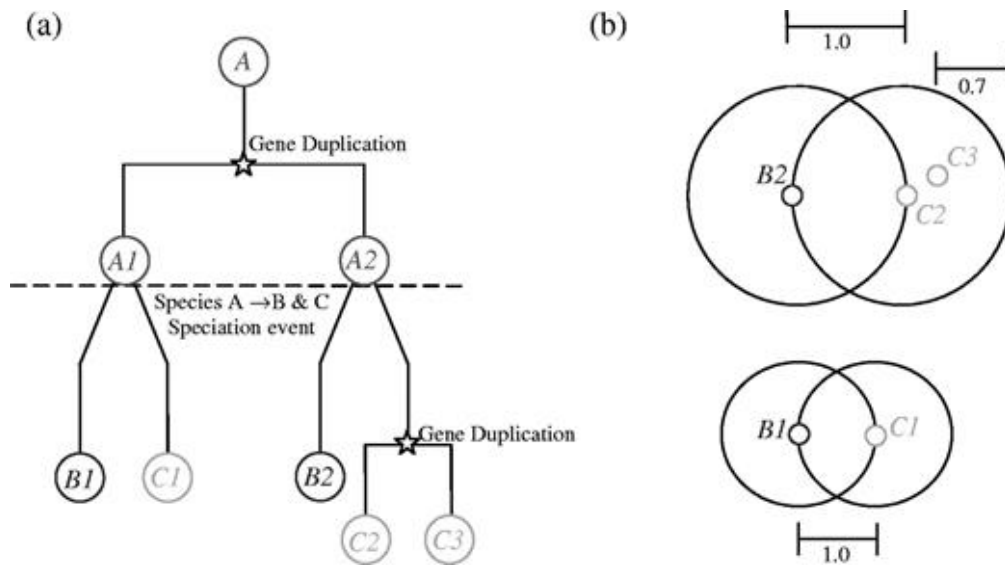 (a)
A
Gene Duplication
A1
A2
Species A →B & C
Speciation event
Gene Duplication
B1
C1
B2
C2
C3
(b)
1.0
0.7
B2
C3
C2
B1
C1
1.0